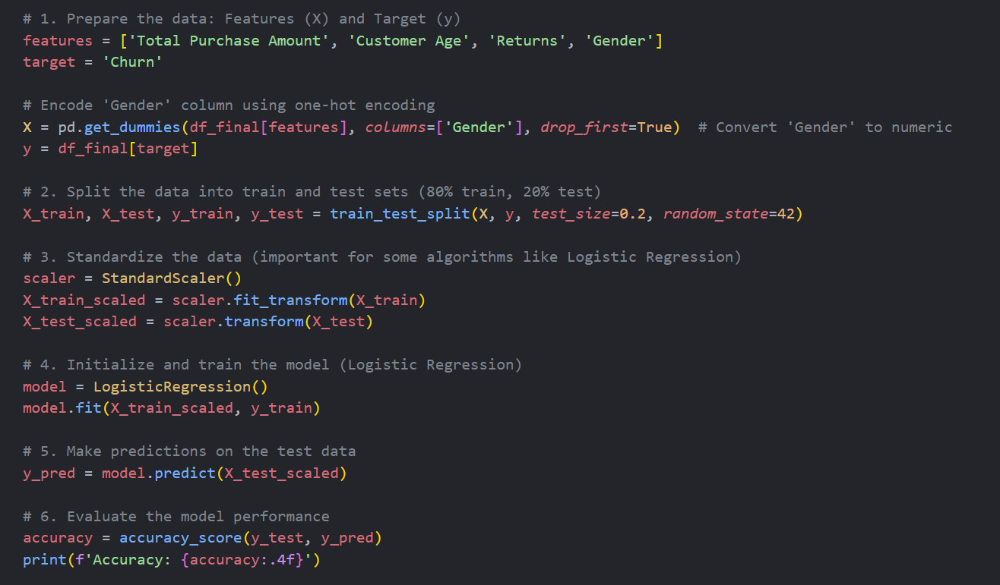 # 1. Prepare the data: Features (X) and Target (y)
features = ['Total Purchase Amount', 'Customer Age', 'Returns', 'Gender']
target = 'Churn'
# Encode 'Gender' column using one-hot encoding
X = pd.get_dummies(df_final[features], columns=['Gender'], drop_first=True)  # Convert 'Gender' to numeric
y = df_final[target]
# 2. Split the data into train and test sets (80% train, 20% test)
X_train, X_test, y_train, y_test = train_test_split(X, y, test_size=0.2, random_state=42)
# 3. Standardize the data (important for some algorithms like Logistic Regression)
scaler = StandardScaler()
X_train_scaled = scaler.fit_transform(X_train)
X_test_scaled = scaler.transform(X_test)
# 4. Initialize and train the model (Logistic Regression)
model = LogisticRegression()
model.fit(X_train_scaled, y_train)
# 5. Make predictions on the test data
y_pred = model.predict(X_test_scaled)
# 6. Evaluate the model performance
accuracy = accuracy_score(y_test, y_pred)
print(f'Accuracy: {accuracy:.4f}')